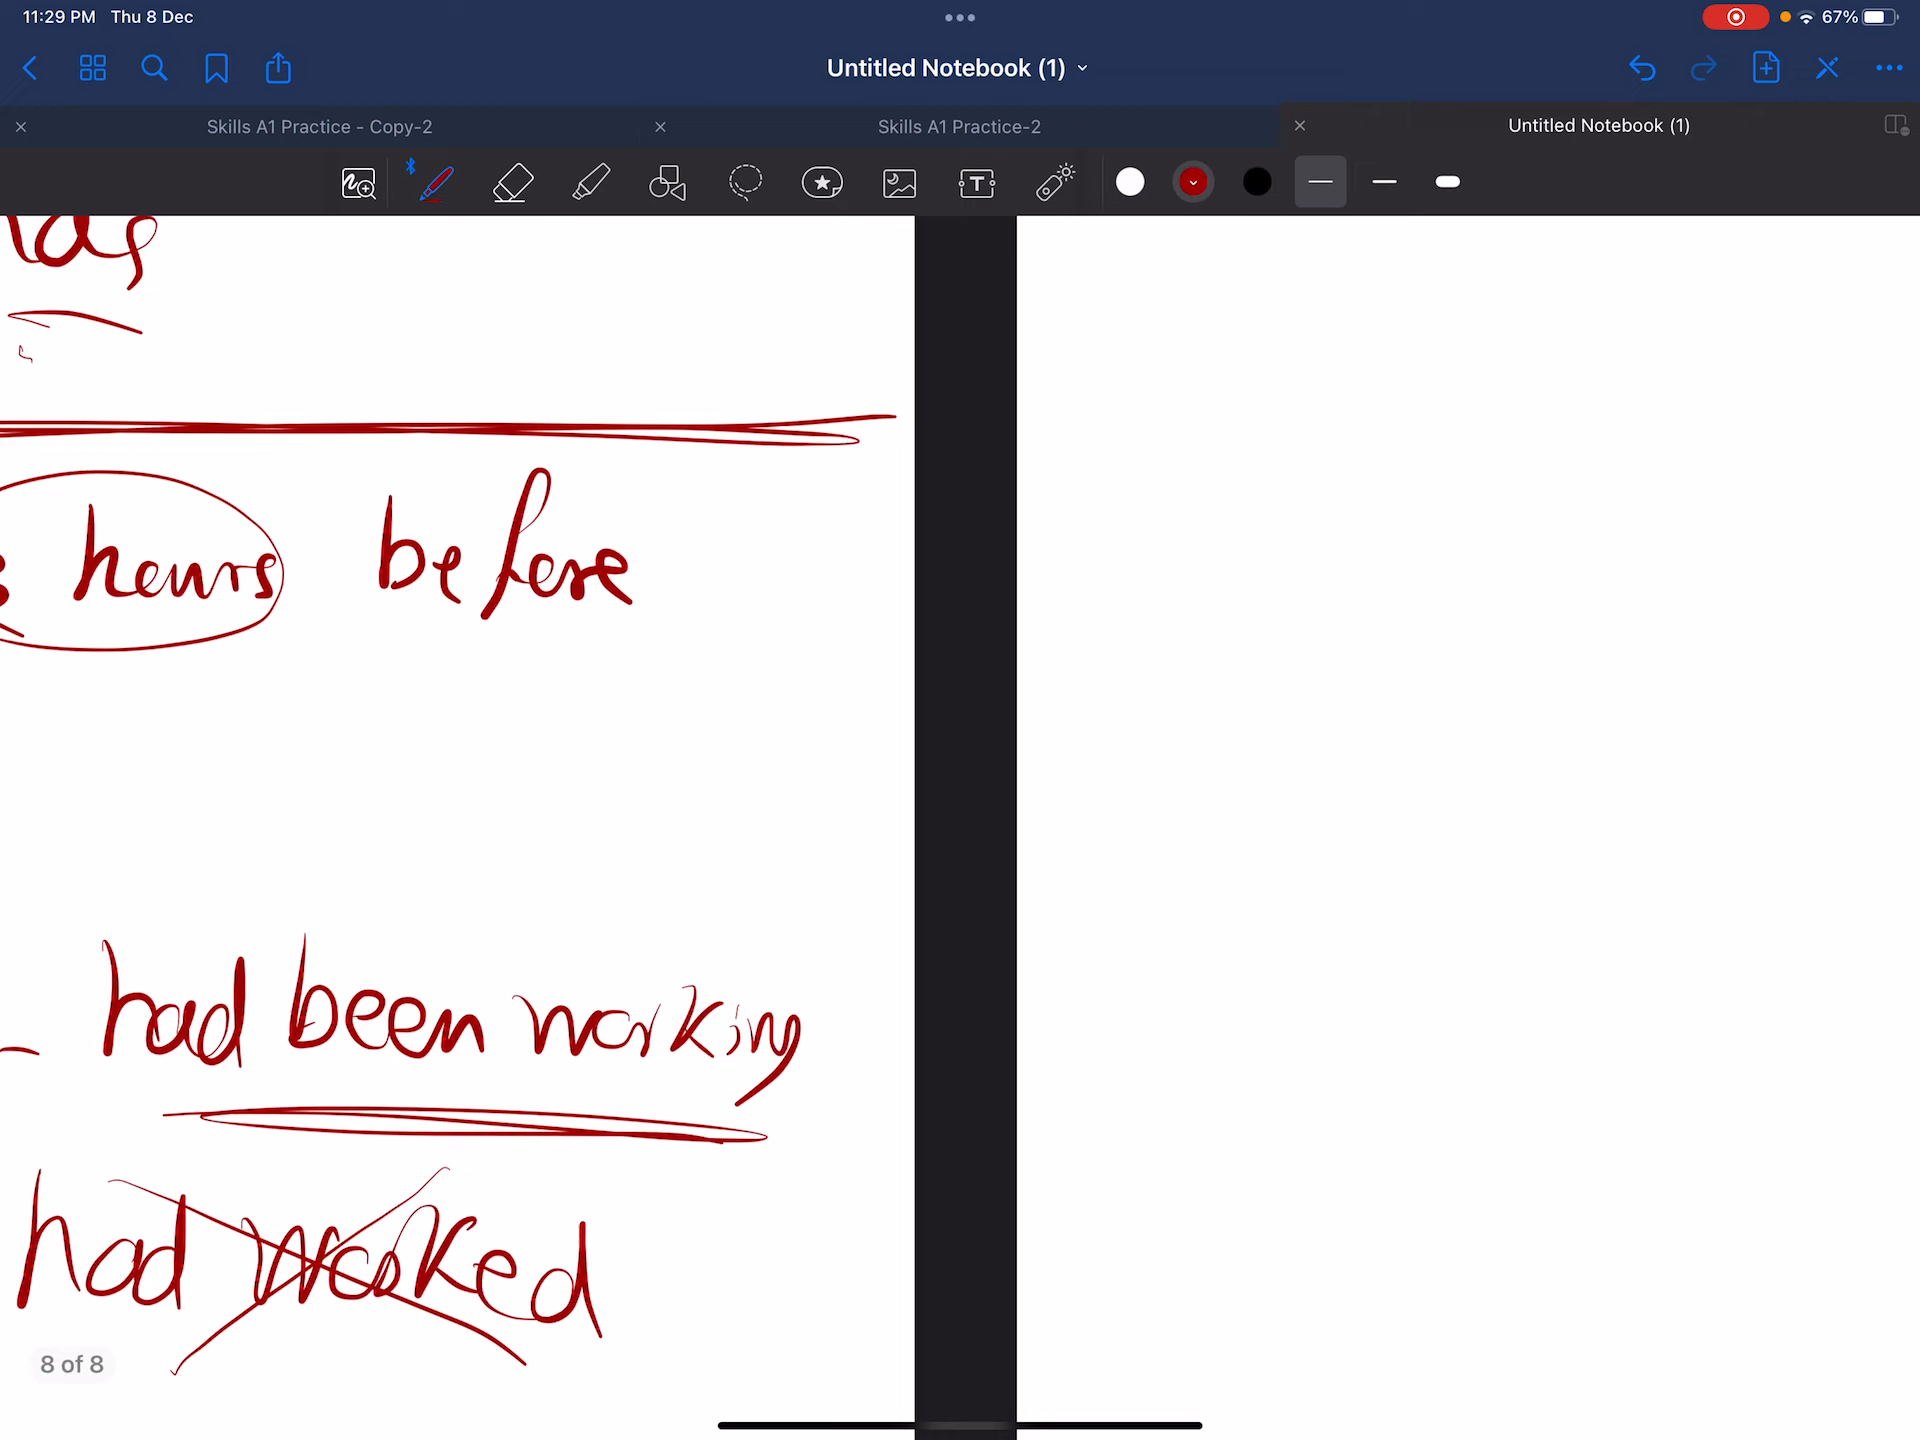 11:29 PM Thu 8 Dec
67%
Untitled Notebook (1)
Skills A1 Practice - Copy-2
Skills A1 Practice-2
Untitled Notebook (1)
hours before
had been working
had worked
8 of 8